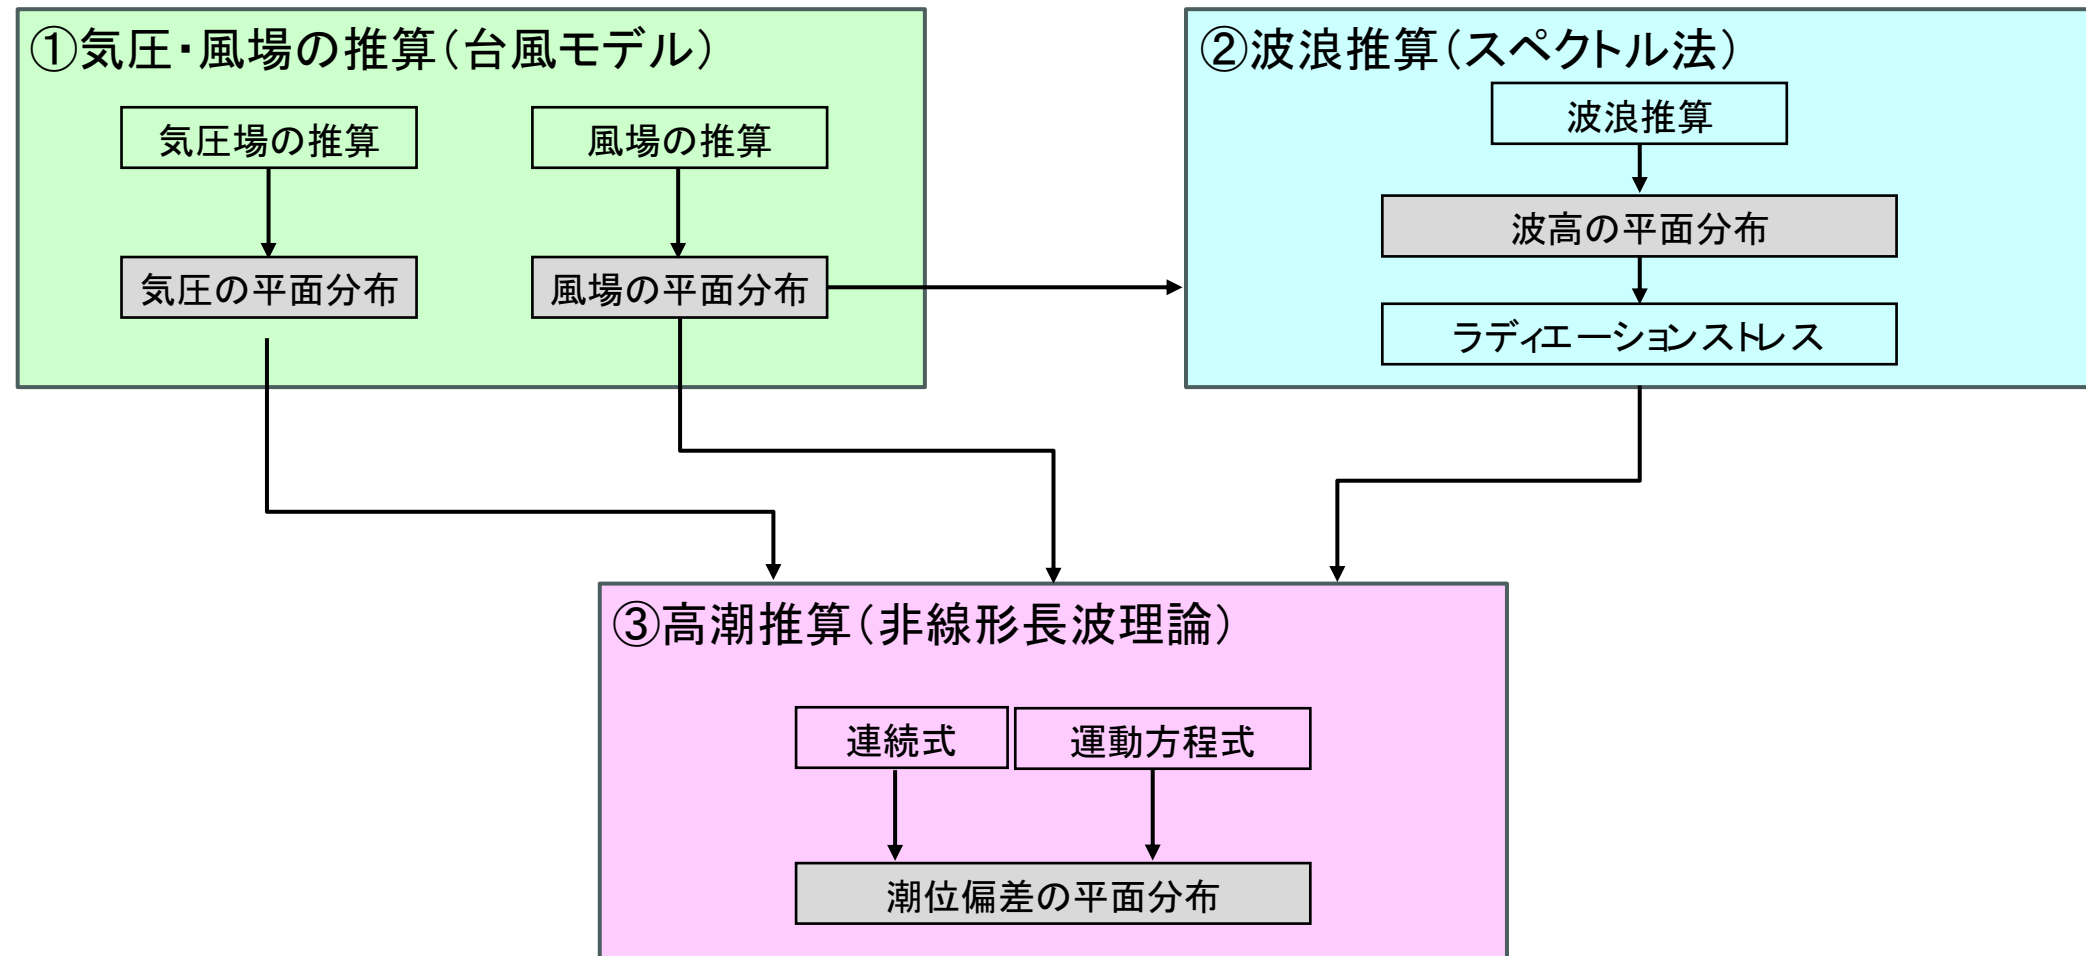 ①気圧・風場の推算（台風モデル）
気圧場の推算
風場の推算
気圧の平面分布
風場の平面分布
②波浪推算（スペクトル法）
波浪推算
波高の平面分布
ラディエーションストレス
③高潮推算（非線形長波理論）
連続式
運動方程式
潮位偏差の平面分布